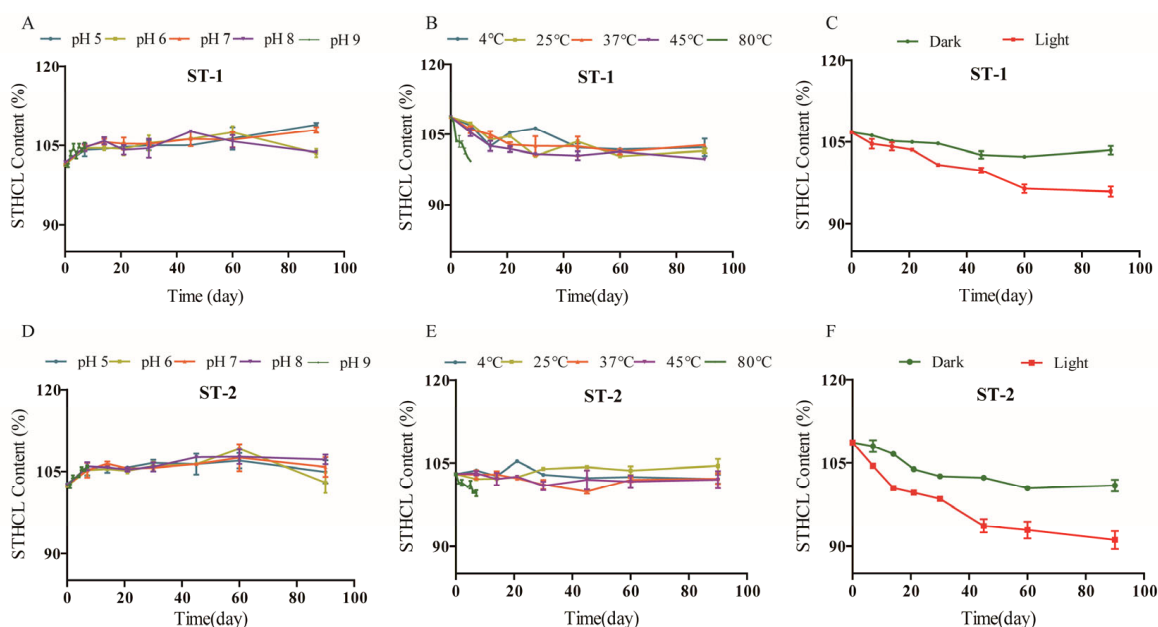 A
pH 5 pH 6 pH 7 pH 8 pH 9
ST-1
STHCL Content (%)
120
105
90
0 20 40 60 80 100
Time (day)
B
4℃ 25℃ 37℃ 45℃ 80℃
ST-1
STHCL Content (%)
120
105
90
0 20 40 60 80 100
Time(day)
C
Dark Light
ST-1
STHCL Content (%)
120
105
90
0 20 40 60 80 100
Time(day)
D
pH 5 pH 6 pH 7 pH 8 pH 9
ST-2
STHCL Content (%)
120
105
90
0 20 40 60 80 100
Time(day)
E
4℃ 25℃ 37℃ 45℃ 80℃
ST-2
STHCL Content (%)
120
105
90
0 20 40 60 80 100
Time(day)
F
Dark Light
ST-2
STHCL Content (%)
120
105
90
0 20 40 60 80 100
Time(day)